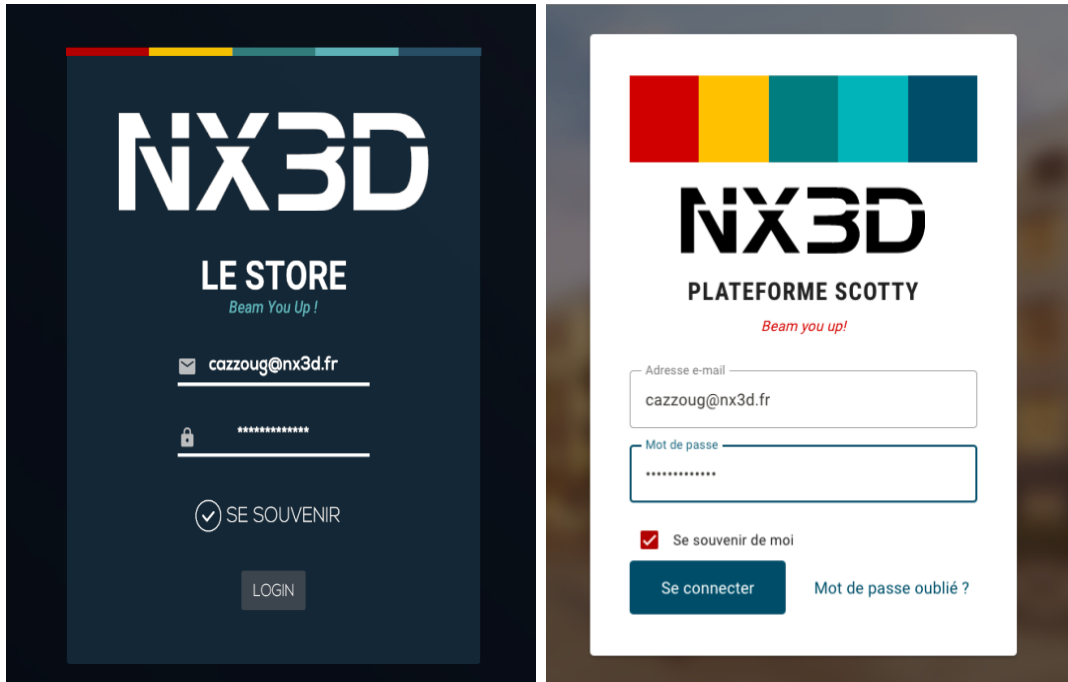 NX3D
LE STORE
Beam You Up !
cazzoug@nx3d.fr
*************
SE SOUVENIR
LOGIN
NX3D
PLATEFORME SCOTTY
Beam you up!
Adresse e-mail
cazzoug@nx3d.fr
Mot de passe
•••••••••••••
Se souvenir de moi
Se connecter
Mot de passe oublié ?